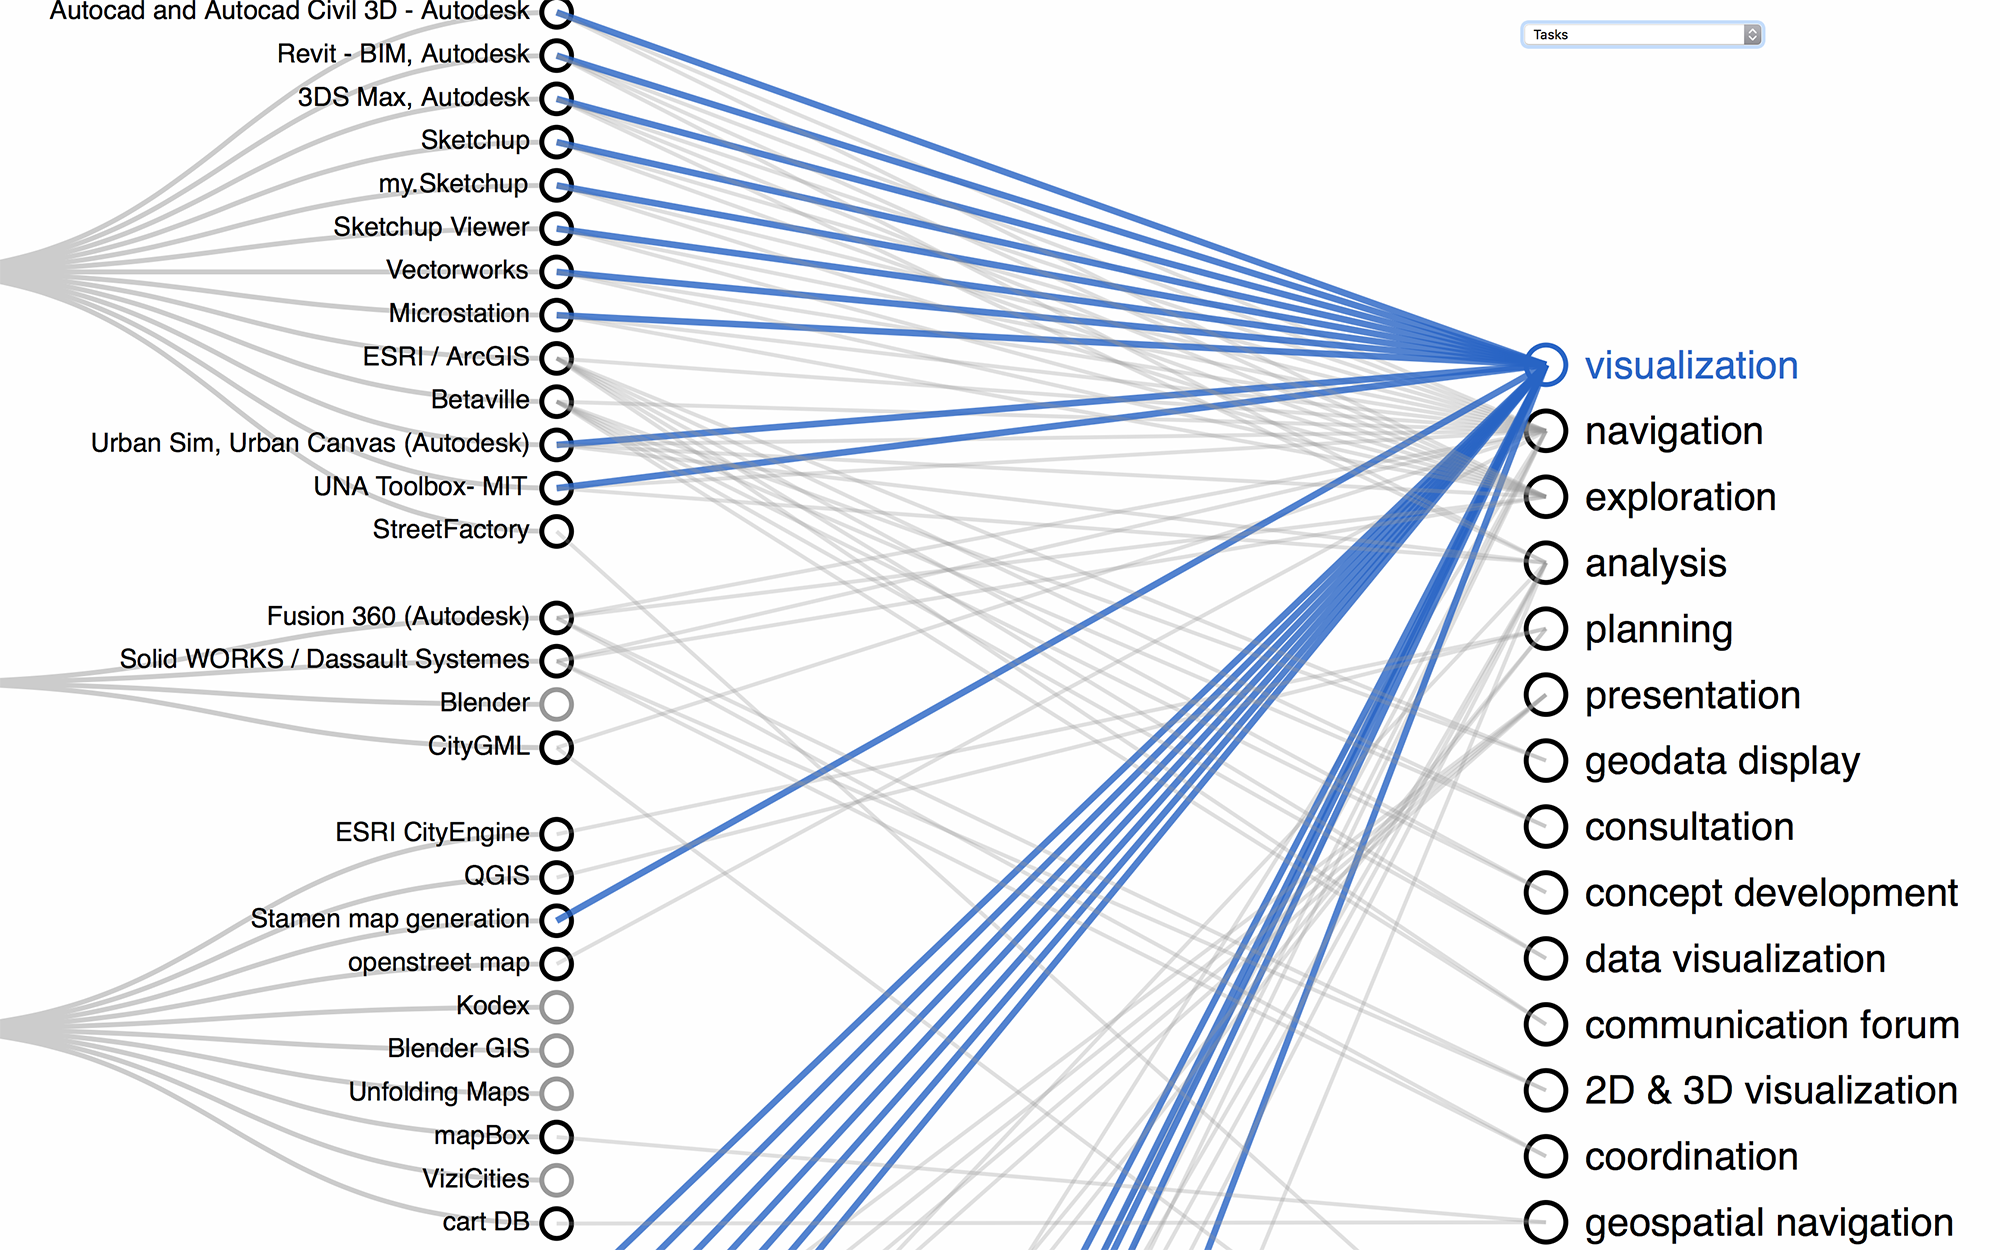 Autocad and Autocad Civil 3D - Autodesk
Revit - BIM, Autodesk
3DS Max, Autodesk
Sketchup
my.Sketchup
Sketchup Viewer
Vectorworks
Microstation
ESRI / ArcGIS
Betaville
Urban Sim, Urban Canvas (Autodesk)
UNA Toolbox- MIT
StreetFactory
Fusion 360 (Autodesk)
Solid WORKS / Dassault Systemes
Blender
CityGML
ESRI CityEngine
QGIS
Stamen map generation
openstreet map
Kodex
Blender GIS
Unfolding Maps
mapBox
ViziCities
cart DB
Tasks
visualization
navigation
exploration
analysis
planning
presentation
geodata display
consultation
concept development
data visualization
communication forum
2D & 3D visualization
coordination
geospatial navigation